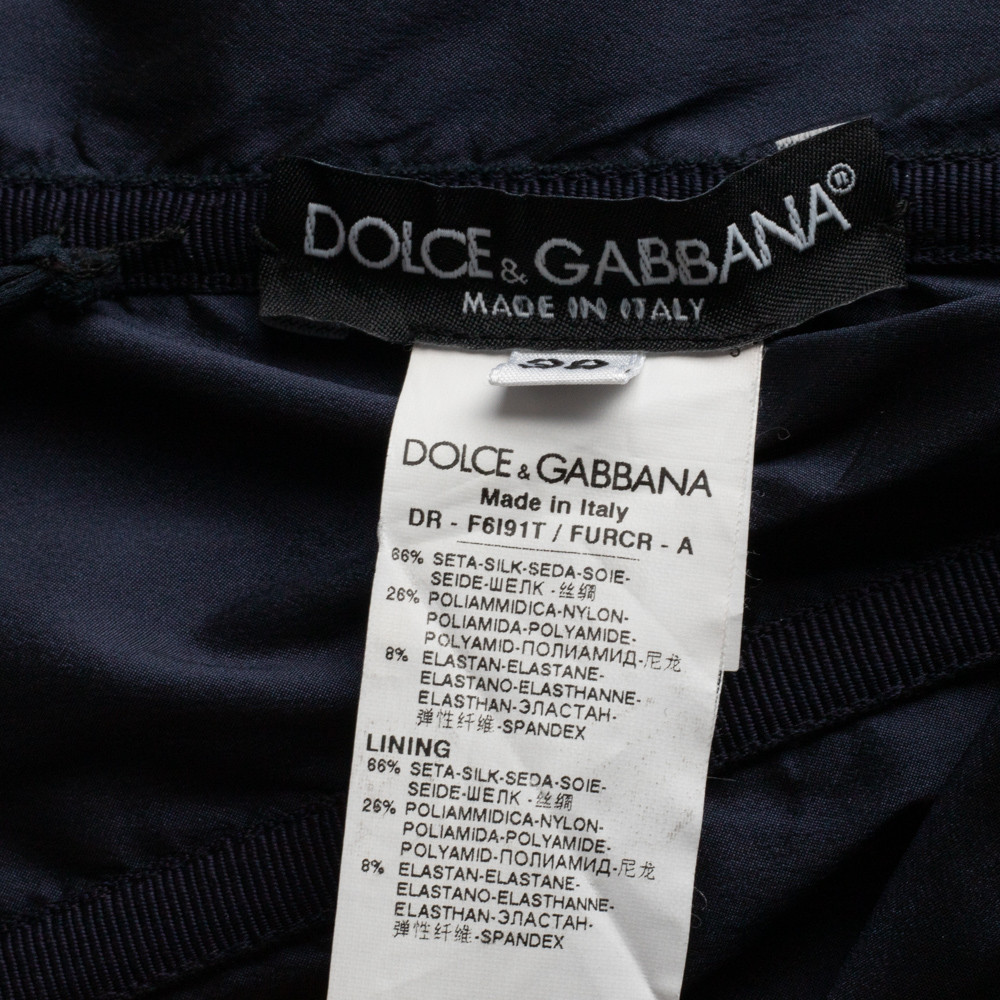 DOLCE & GABBANA®
MADE IN ITALY
DOLCE & GABBANA
Made in Italy
DR - F6I91T / FURCR - A
66% SETA-SILK-SEDA-SOIE-
SEIDE-ШЕЛК -丝绸
26% POLIAMMIDICA-NYLON-
POLIAMIDA-POLYAMIDE-
POLYAMID-ПОЛИАМИД-尼龙
8% ELASTAN-ELASTANE-
ELASTANO-ELASTHANNE-
ELASTHAN-ЭЛАСТАН-
弹性纤维-SPANDEX
LINING
66% SETA-SILK-SEDA-SOIE-
SEIDE-ШЕЛК -丝绸
26% POLIAMMIDICA-NYLON-
POLIAMIDA-POLYAMIDE-
POLYAMID-ПОЛИАМИД-尼龙
8% ELASTAN-ELASTANE-
ELASTANO-ELASTHANNE-
ELASTHAN-ЭЛАСТАН-
弹性纤维-SPANDEX